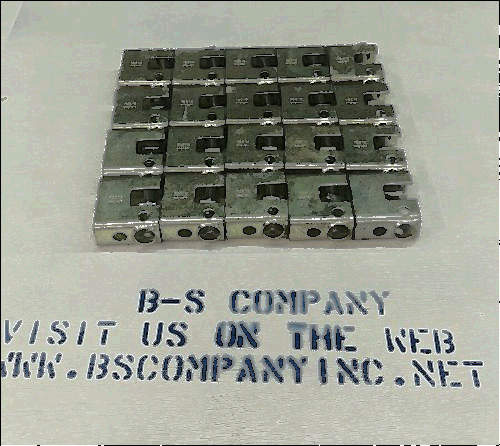 B-S COMPANY
VISIT US ON THE WEB
WWW.BSCOMPANYINC.NET